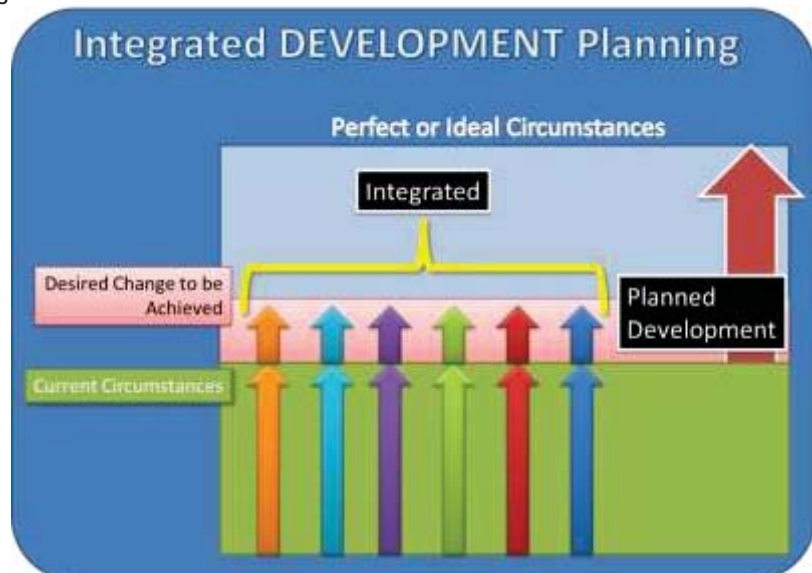 Integrated DEVELOPMENT Planning
Perfect or Ideal Circumstances
Integrated
Desired Change to be
Achieved
Planned
Development
Current Circumstances